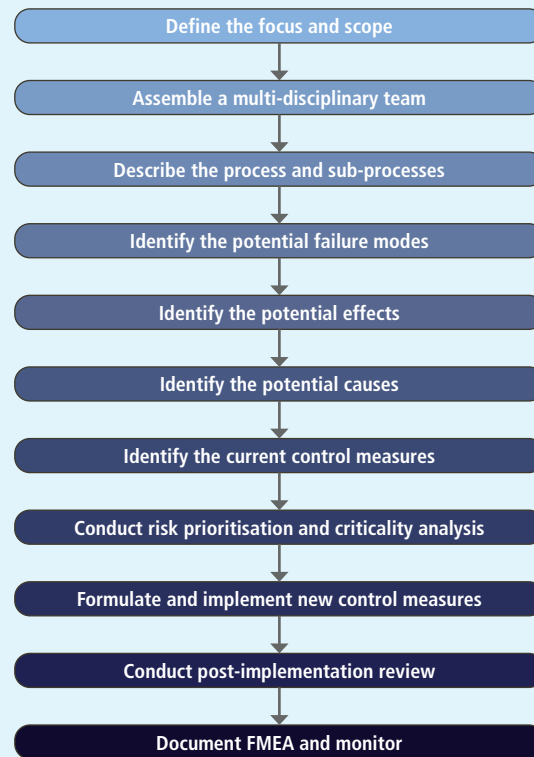 Define the focus and scope
Assemble a multi-disciplinary team
Describe the process and sub-processes
Identify the potential failure modes
Identify the potential effects
Identify the potential causes
Identify the current control measures
Conduct risk prioritisation and criticality analysis
Formulate and implement new control measures
Conduct post-implementation review
Document FMEA and monitor